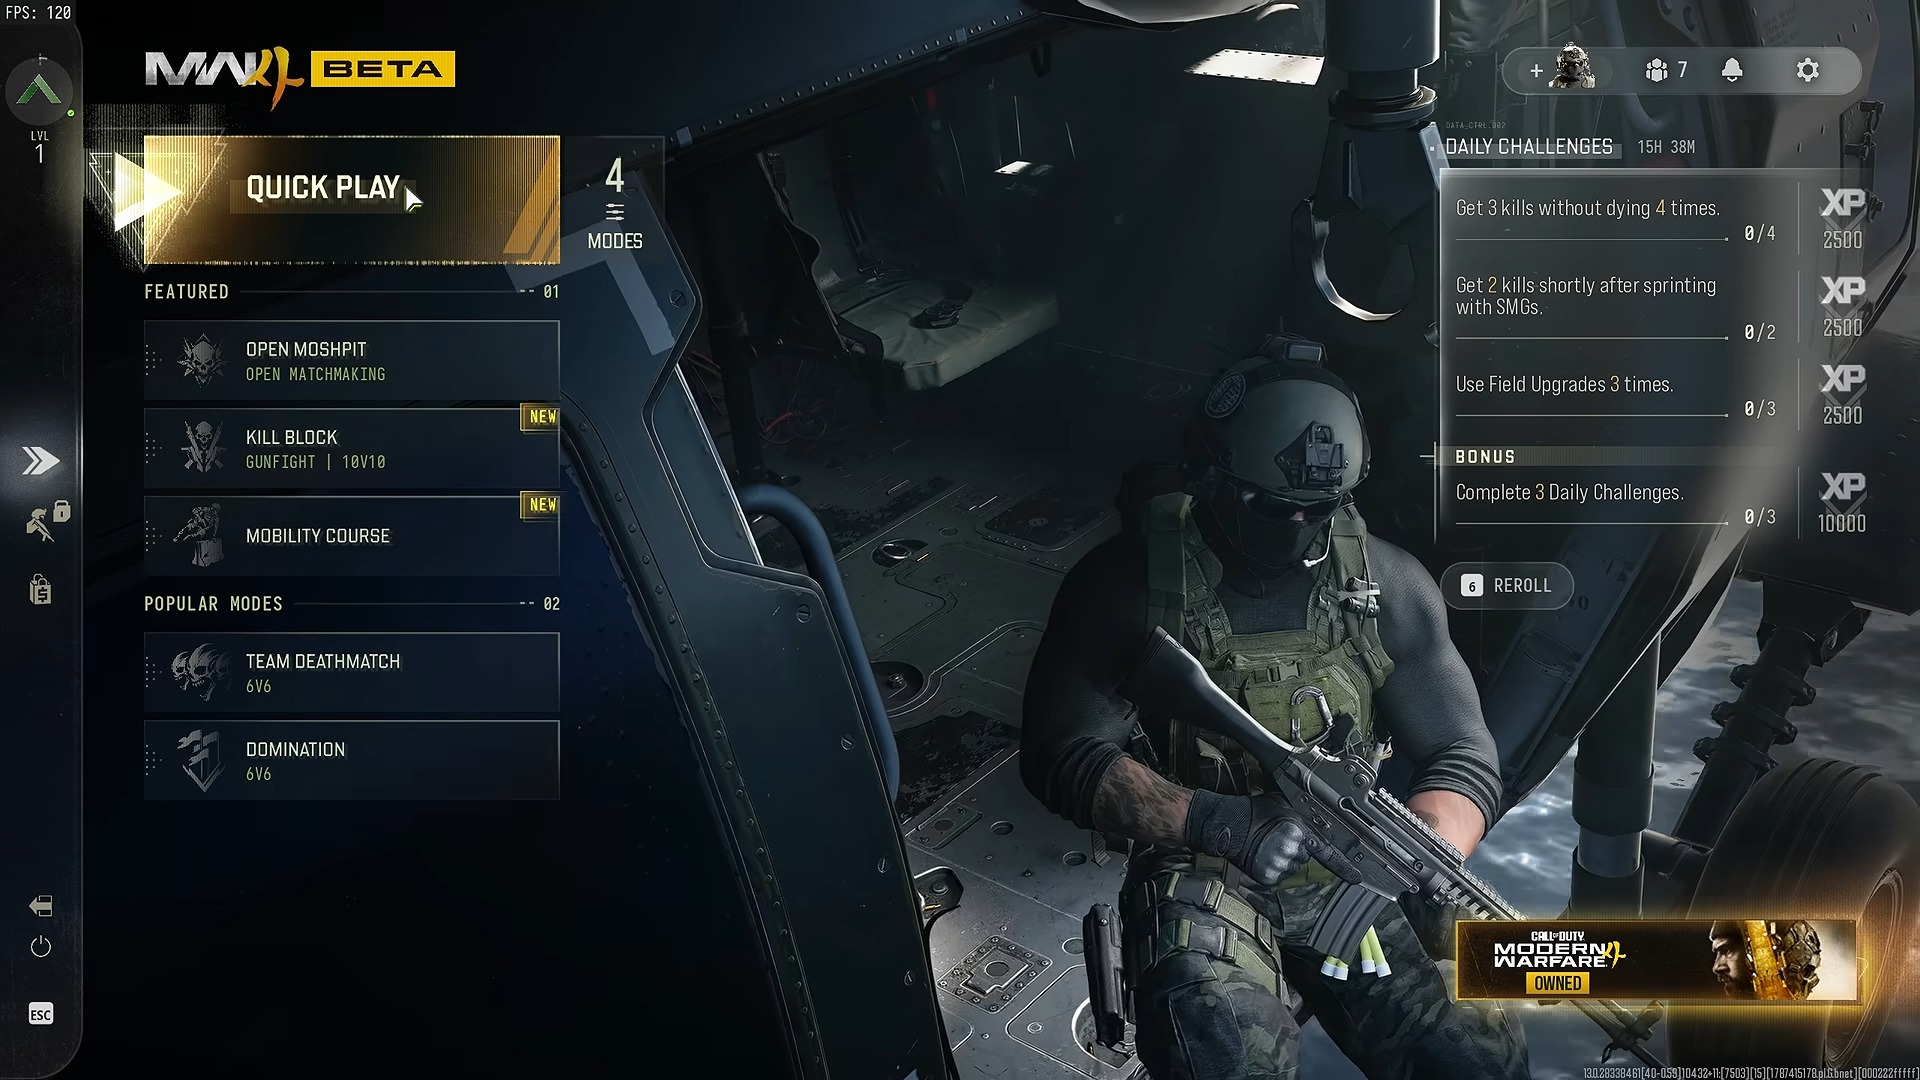 FPS: 120
LVL
1
MW4 BETA
QUICK PLAY
4
MODES
FEATURED
01
OPEN MOSHPIT
OPEN MATCHMAKING
NEW
KILL BLOCK
GUNFIGHT | 10V10
NEW
MOBILITY COURSE
POPULAR MODES
02
TEAM DEATHMATCH
6V6
DOMINATION
6V6
ESC
+
7
DATA_CTRL.002
DAILY CHALLENGES 15H 38M
Get 3 kills without dying 4 times.
0/4
XP
2500
Get 2 kills shortly after sprinting
with SMGs.
0/2
XP
2500
Use Field Upgrades 3 times.
0/3
XP
2500
BONUS
Complete 3 Daily Challenges.
0/3
XP
10000
6 REROLL
CALL OF DUTY
MODERN
WARFARE 4
OWNED